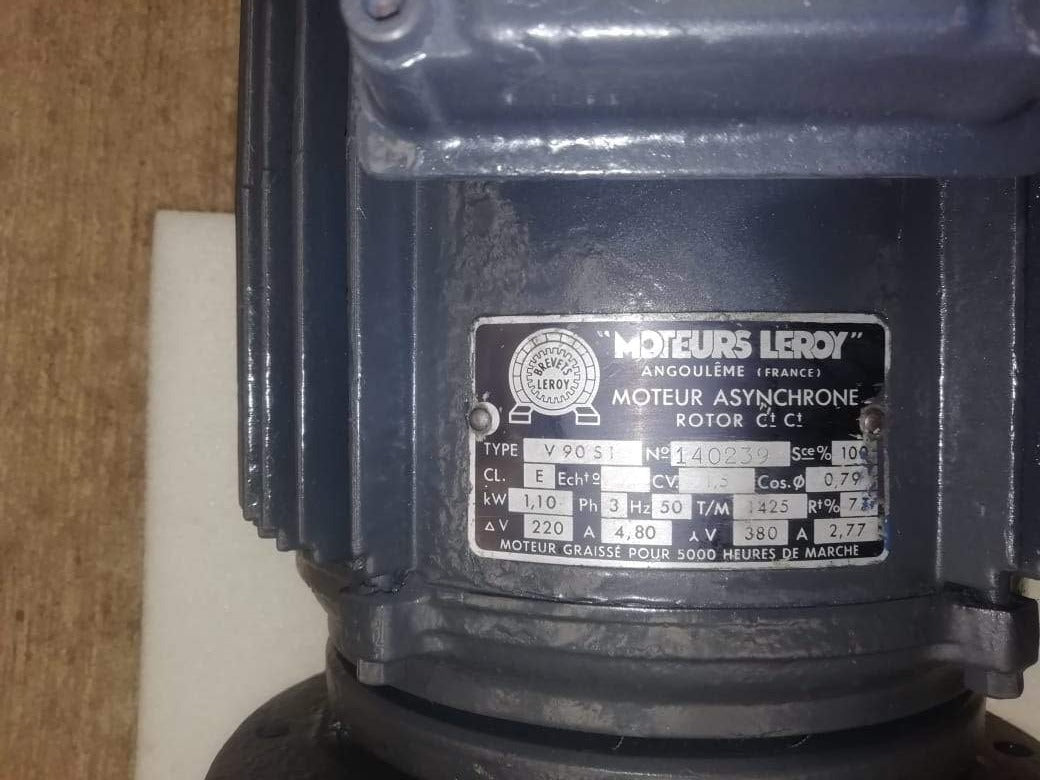 "MOTEURS LEROY"
BREVETS
LEROY
ANGOULÊME (FRANCE)
MOTEUR ASYNCHRONE
ROTOR Ct Ct
TYPE V 90 S1 No 140239 Sce% 100
CL. E Echto CV. 1,5 Cos.Ø 0,79
kW 1,10 Ph 3 Hz 50 T/M 1425 Rt%
Δ V 220 A 4,80 ⅄ V 380 A 2,77
MOTEUR GRAISSÉ POUR 5000 HEURES DE MARCHE